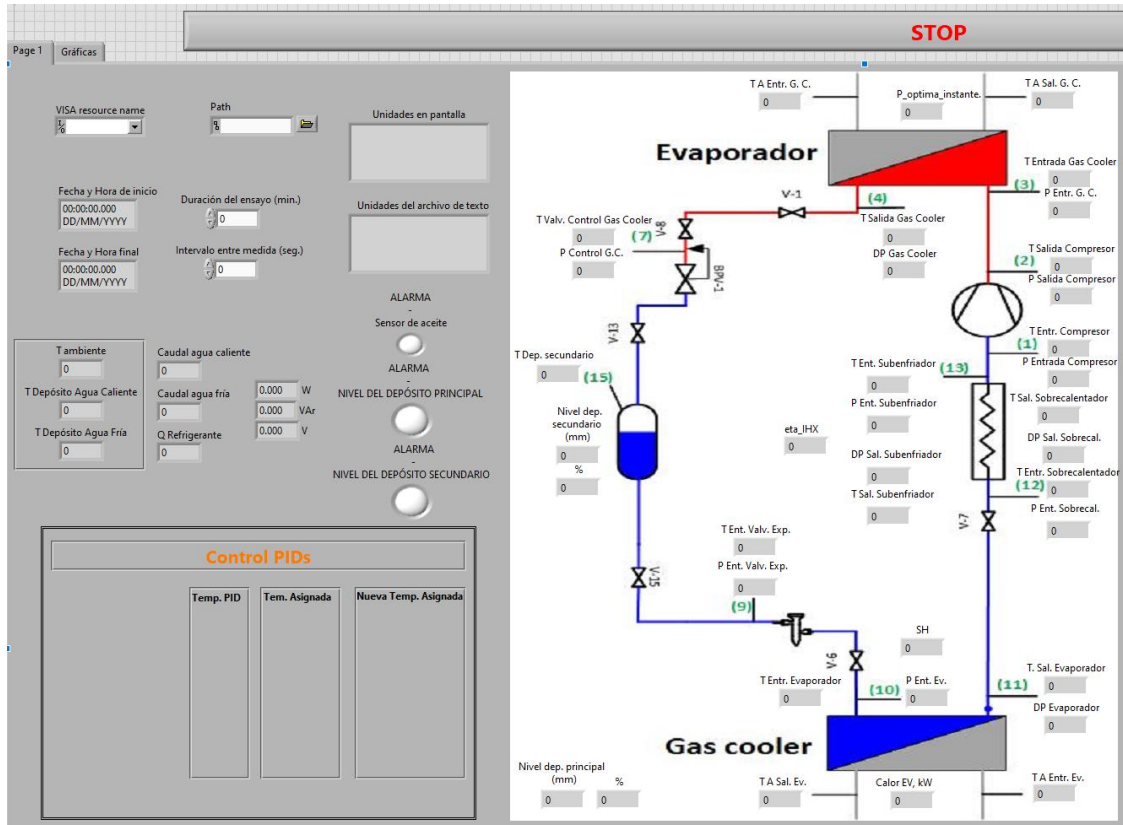 STOP
Page 1
Gráficas
VISA resource name
Path
Unidades en pantalla
Fecha y Hora de inicio
00:00:00.000
DD/MM/YYYY
Duración del ensayo (min.)
0
Unidades del archivo de texto
Fecha y Hora final
00:00:00.000
DD/MM/YYYY
Intervalo entre medida (seg.)
0
ALARMA
-
Sensor de aceite
ALARMA
-
NIVEL DEL DEPÓSITO PRINCIPAL
ALARMA
-
NIVEL DEL DEPÓSITO SECUNDARIO
T ambiente
0
T Depósito Agua Caliente
0
T Depósito Agua Fría
0
Caudal agua caliente
0
Caudal agua fría
0
Q Refrigerante
0
0.000 W
0.000 VAr
0.000 V
Control PIDs
Temp. PID
Tem. Asignada
Nueva Temp. Asignada
T A Entr. G. C.
0
P_optima_instante.
0
T A Sal. G. C.
0
Evaporador
T Entrada Gas Cooler
0
(3)
P Entr. G. C.
0
V-1
(4)
T Salida Gas Cooler
0
DP Gas Cooler
0
T Valv. Control Gas Cooler
0
(7)
P Control G.C.
0
V-8
BPV-1
T Salida Compresor
0
(2)
P Salida Compresor
0
V-13
T Entr. Compresor
0
(1)
P Entrada Compresor
0
T Dep. secundario
0
(15)
T Ent. Subenfriador
0
(13)
P Ent. Subenfriador
0
T Sal. Sobrecalentador
0
Nivel dep.
secundario
(mm)
0
%
0
eta_IHX
0
DP Sal. Subenfriador
0
DP Sal. Sobrecal.
0
T Sal. Subenfriador
0
T Entr. Sobrecalentador
0
(12)
P Ent. Sobrecal.
0
V-7
T Ent. Valv. Exp.
0
P Ent. Valv. Exp.
0
V-15
(9)
V-9
SH
0
T Entr. Evaporador
0
(10)
P Ent. Ev.
0
T. Sal. Evaporador
0
(11)
DP Evaporador
0
Gas cooler
Nivel dep. principal
(mm)
0
%
0
T A Sal. Ev.
0
Calor EV, kW
0
T A Entr. Ev.
0